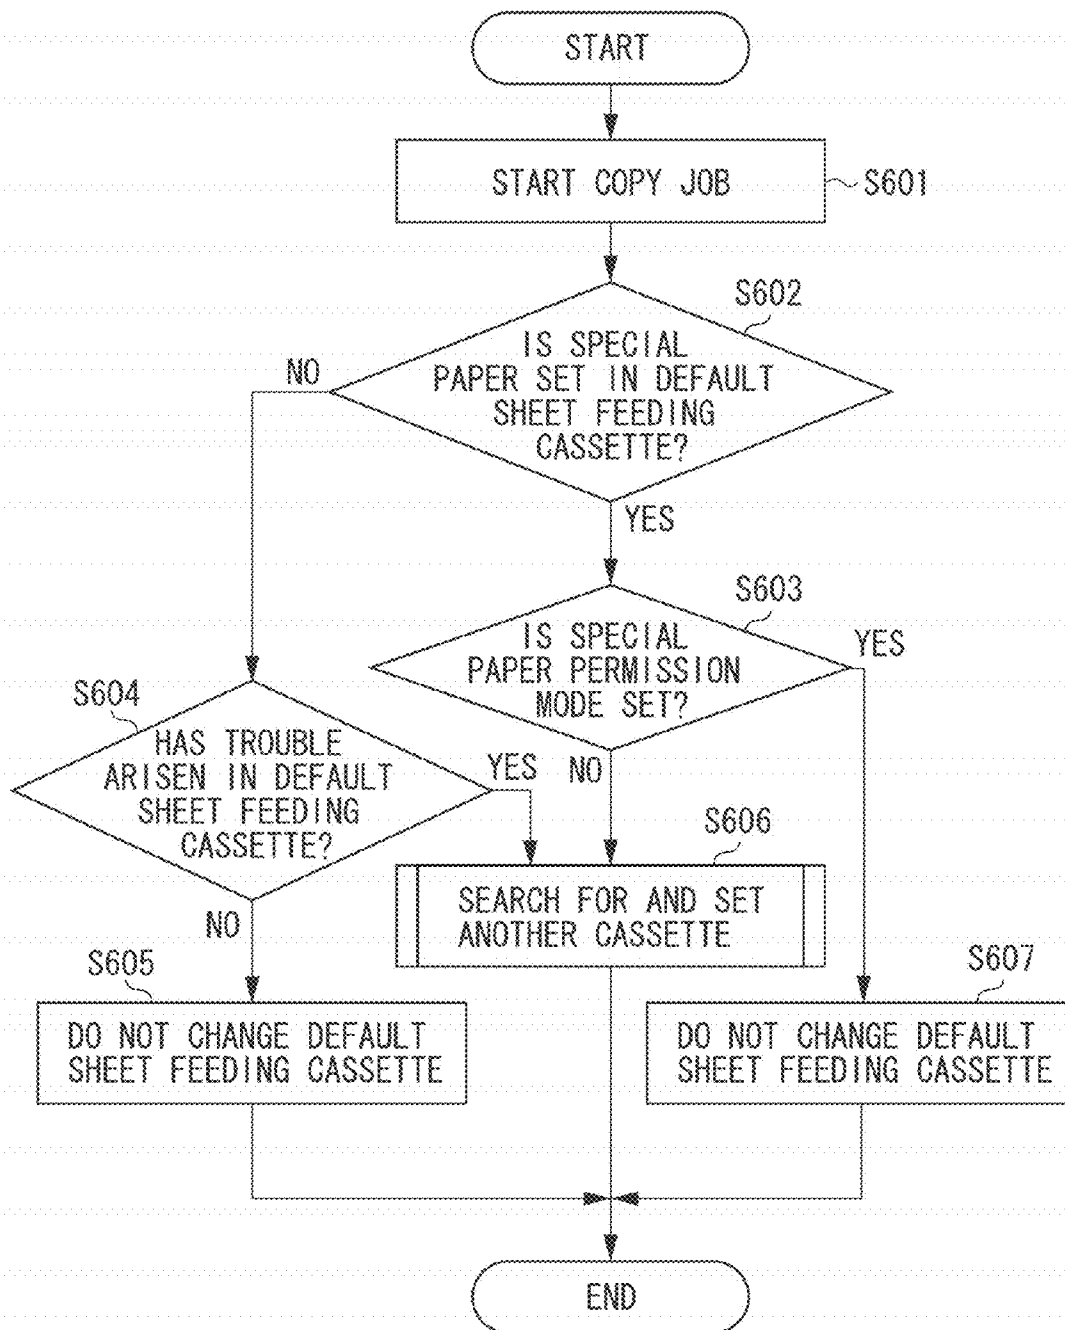 START
START COPY JOB
S601
S602
IS SPECIAL
PAPER SET IN DEFAULT
SHEET FEEDING
CASSETTE?
NO
YES
S603
IS SPECIAL
PAPER PERMISSION
MODE SET?
YES
NO
S604
HAS TROUBLE
ARISEN IN DEFAULT
SHEET FEEDING
CASSETTE?
YES
NO
S606
SEARCH FOR AND SET
ANOTHER CASSETTE
S605
DO NOT CHANGE DEFAULT
SHEET FEEDING CASSETTE
S607
DO NOT CHANGE DEFAULT
SHEET FEEDING CASSETTE
END